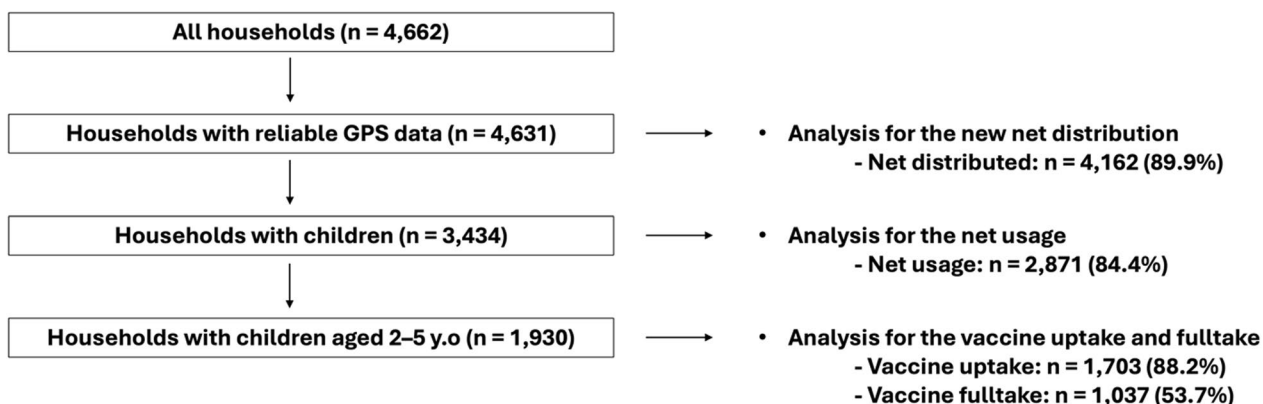 All households (n = 4,662)
Households with reliable GPS data (n = 4,631)
• Analysis for the new net distribution
- Net distributed: n = 4,162 (89.9%)
Households with children (n = 3,434)
• Analysis for the net usage
- Net usage: n = 2,871 (84.4%)
Households with children aged 2–5 y.o (n = 1,930)
• Analysis for the vaccine uptake and fulltake
- Vaccine uptake: n = 1,703 (88.2%)
- Vaccine fulltake: n = 1,037 (53.7%)